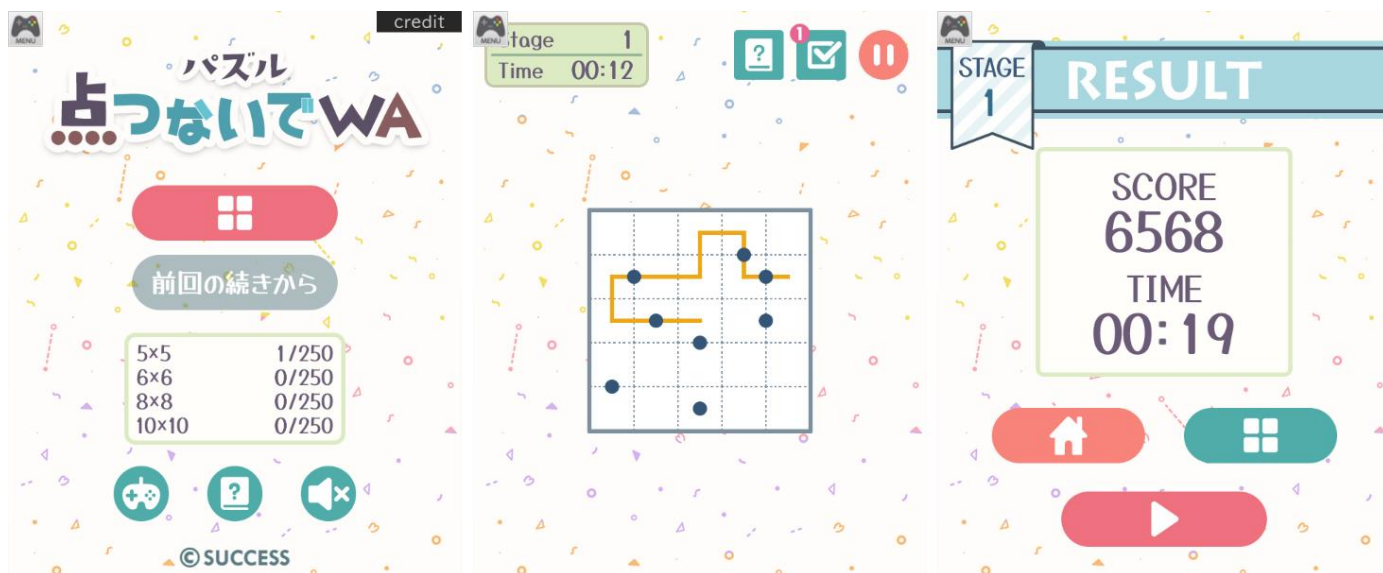 MENU
credit
パズル
点つないでWA
前回の続きから
5×5 1/250
6×6 0/250
8×8 0/250
10×10 0/250
?
© SUCCESS
MENU
Stage 1
Time 00:12
?
1
MENU
STAGE
1
RESULT
SCORE
6568
TIME
00:19